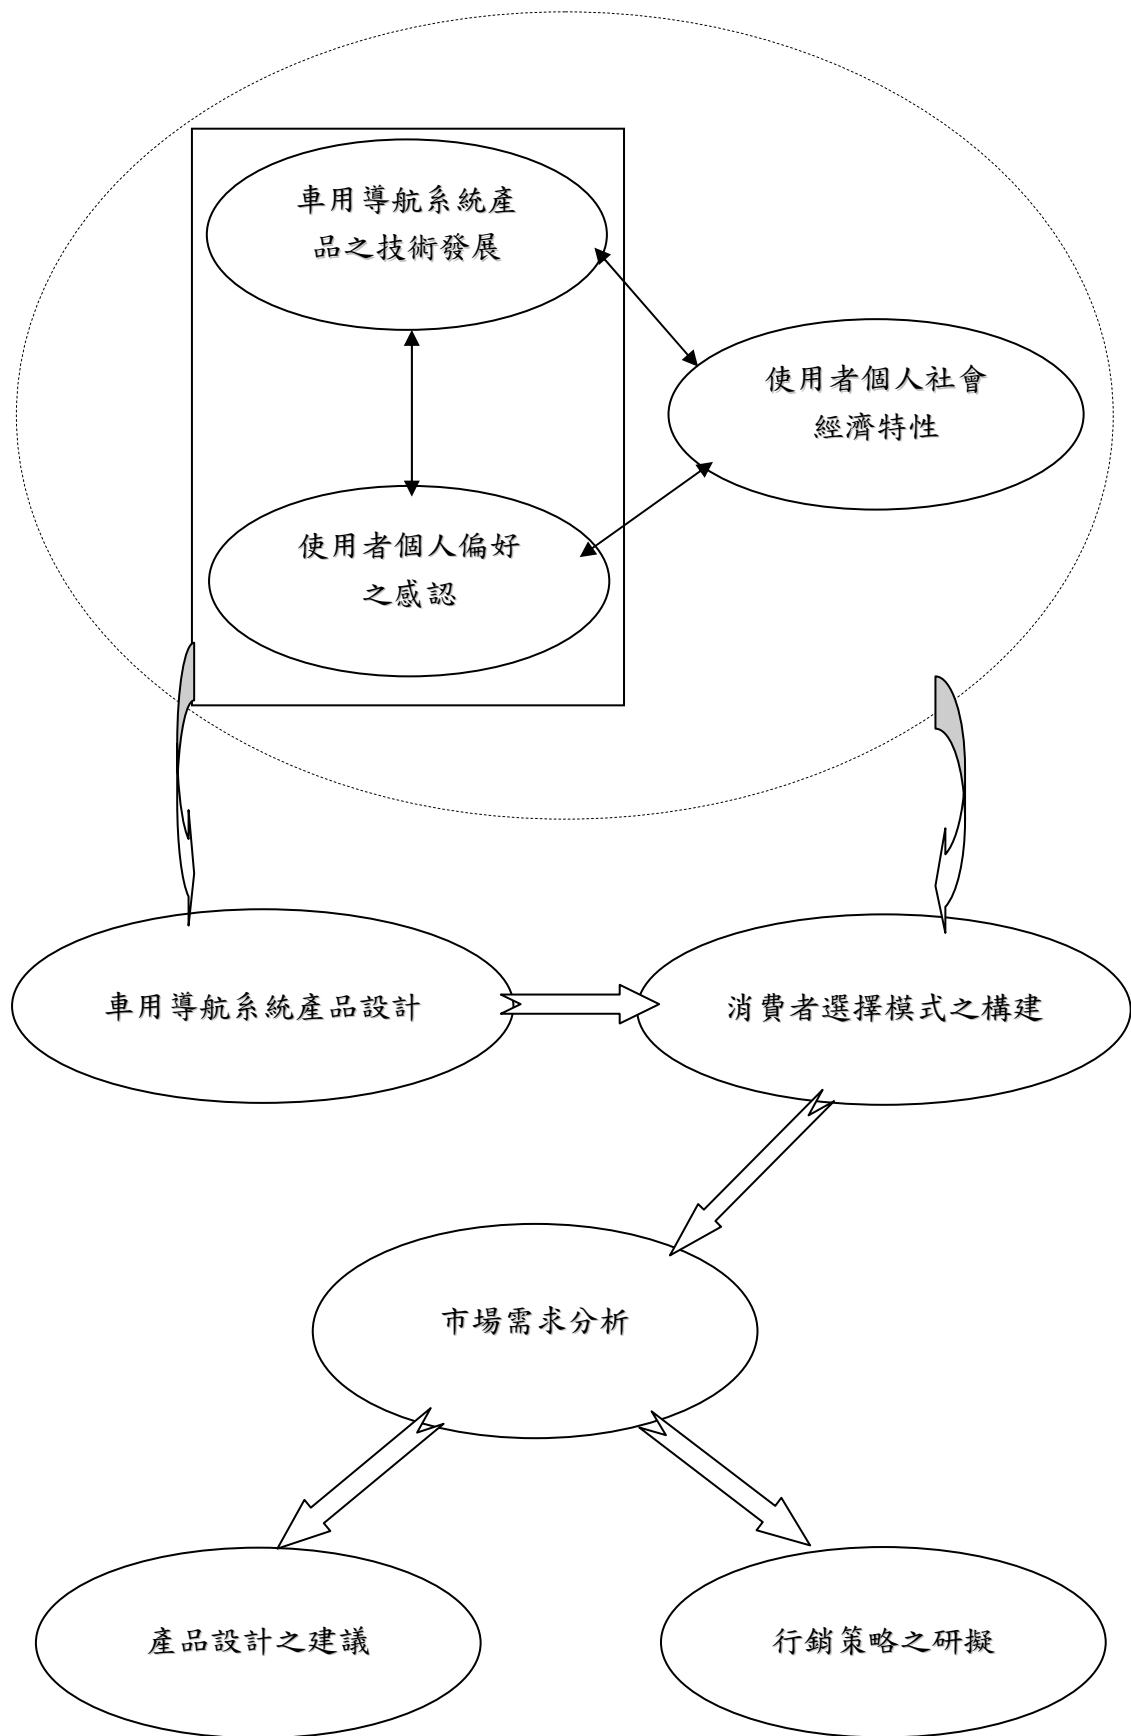 車用導航系統產
品之技術發展
使用者個人社會
經濟特性
使用者個人偏好
之感認
車用導航系統產品設計
消費者選擇模式之構建
市場需求分析
產品設計之建議
行銷策略之研擬